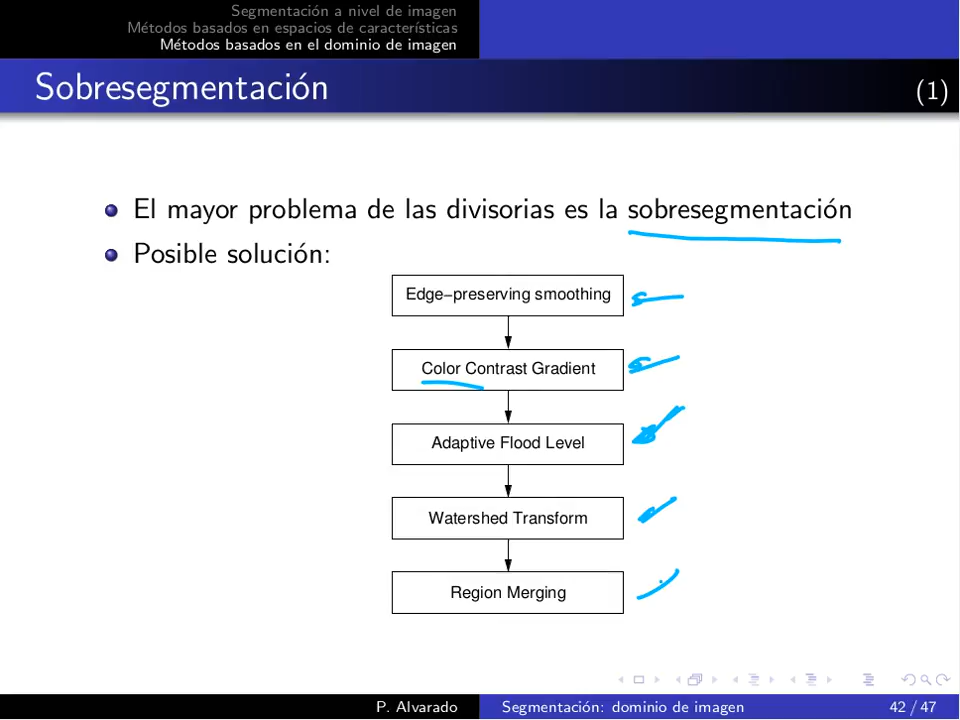 Segmentación a nivel de imagen
Métodos basados en espacios de características
Métodos basados en el dominio de imagen
Sobresegmentación (1)
El mayor problema de las divisorias es la sobresegmentación
Posible solución:
Edge–preserving smoothing
Color Contrast Gradient
Adaptive Flood Level
Watershed Transform
Region Merging
P. Alvarado Segmentación: dominio de imagen 42 / 47